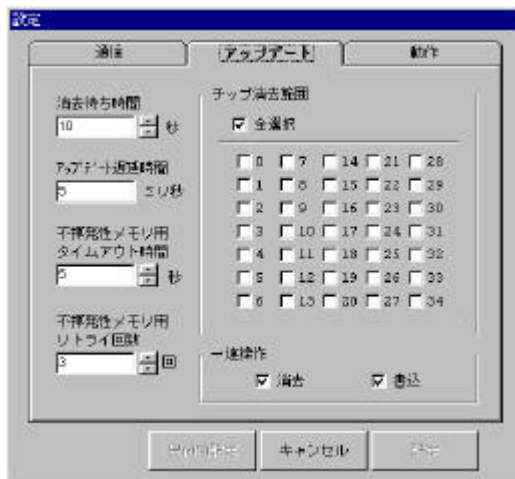 設定
通信 アップデート 動作
消去待ち時間
10 秒
アップデート遅延時間
5 ミリ秒
不揮発性メモリ用
タイムアウト時間
5 秒
不揮発性メモリ用
リトライ回数
3 回
チップ消去範囲
全選択
0 7 14 21 28
1 8 15 22 29
2 9 16 23 30
3 10 17 24 31
4 11 18 25 32
5 12 19 26 33
6 13 20 27 34
一連操作
消去 書込
キャンセル 設定